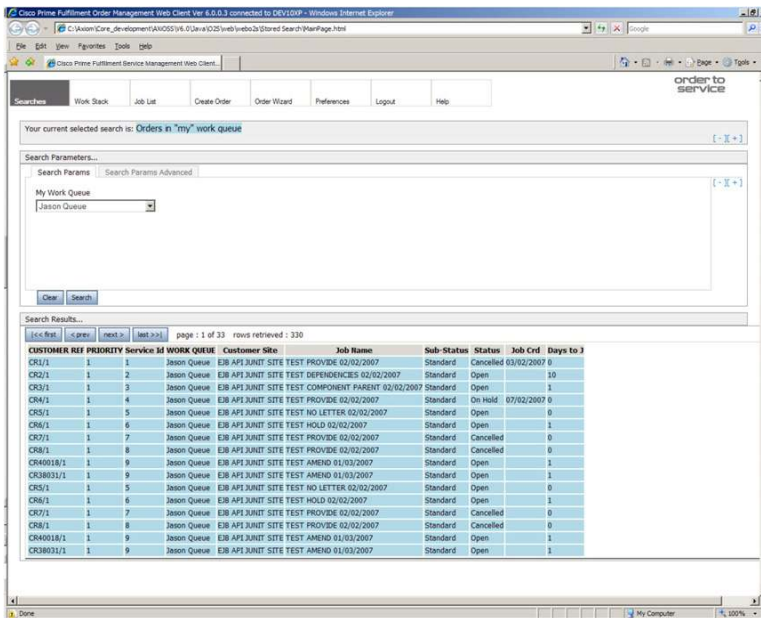 Cisco Prime Fulfillment Order Management Web Client Ver 6.0.0.3 connected to DEV10XP - Windows Internet Explorer
C:\Axiom\Core_development\AXIOSS\v6.0\Java\O2S\web\webo2s\Stored Search\MainPage.html
Google
File Edit View Favorites Tools Help
Cisco Prime Fulfillment Service Management Web Client...
Page Tools
order to
service
Searches Work Stack Job List Create Order Order Wizard Preferences Logout Help
Your current selected search is: Orders in "my" work queue
[ - ][ + ]
Search Parameters...
Search Params Search Params Advanced
[ - ][ + ]
My Work Queue
Jason Queue
Clear Search
Search Results...
|<< first < prev next > last >>| page : 1 of 33 rows retrieved : 330
CUSTOMER REF PRIORITY Service Id WORK QUEUE Customer Site Job Name Sub-Status Status Job Crd Days to J
CR1/1 1 1 Jason Queue EJB API JUNIT SITE TEST PROVIDE 02/02/2007 Standard Cancelled 03/02/2007 0
CR2/1 1 2 Jason Queue EJB API JUNIT SITE TEST DEPENDENCIES 02/02/2007 Standard Open 10
CR3/1 1 3 Jason Queue EJB API JUNIT SITE TEST COMPONENT PARENT 02/02/2007 Standard Open 1
CR4/1 1 4 Jason Queue EJB API JUNIT SITE TEST PROVIDE 02/02/2007 Standard On Hold 07/02/2007 0
CR5/1 1 5 Jason Queue EJB API JUNIT SITE TEST NO LETTER 02/02/2007 Standard Open 0
CR6/1 1 6 Jason Queue EJB API JUNIT SITE TEST HOLD 02/02/2007 Standard Open 1
CR7/1 1 7 Jason Queue EJB API JUNIT SITE TEST PROVIDE 02/02/2007 Standard Cancelled 0
CR8/1 1 8 Jason Queue EJB API JUNIT SITE TEST PROVIDE 02/02/2007 Standard Cancelled 0
CR40018/1 1 9 Jason Queue EJB API JUNIT SITE TEST AMEND 01/03/2007 Standard Open 1
CR38031/1 1 9 Jason Queue EJB API JUNIT SITE TEST AMEND 01/03/2007 Standard Open 1
CR5/1 1 5 Jason Queue EJB API JUNIT SITE TEST NO LETTER 02/02/2007 Standard Open 0
CR6/1 1 6 Jason Queue EJB API JUNIT SITE TEST HOLD 02/02/2007 Standard Open 1
CR7/1 1 7 Jason Queue EJB API JUNIT SITE TEST PROVIDE 02/02/2007 Standard Cancelled 0
CR8/1 1 8 Jason Queue EJB API JUNIT SITE TEST PROVIDE 02/02/2007 Standard Cancelled 0
CR40018/1 1 9 Jason Queue EJB API JUNIT SITE TEST AMEND 01/03/2007 Standard Open 1
CR38031/1 1 9 Jason Queue EJB API JUNIT SITE TEST AMEND 01/03/2007 Standard Open 1
Done My Computer 100%